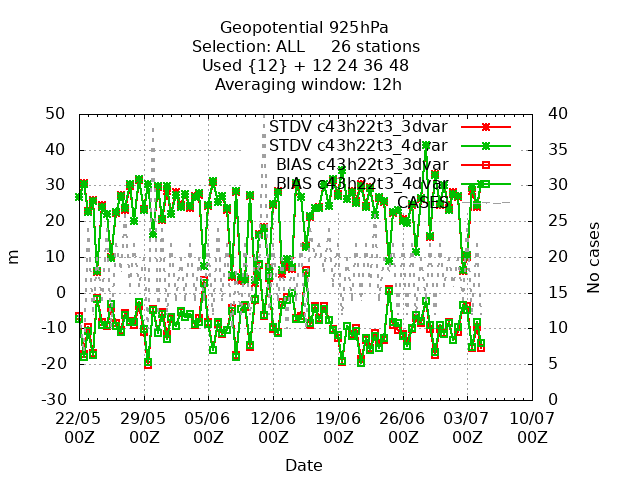 Geopotential 925hPa
Selection: ALL     26 stations
Used {12} + 12 24 36 48
Averaging window: 12h
50 40
STDV c43h22t3_3dvar
STDV c43h22t3_4dvar
BIAS c43h22t3_3dvar
BIAS c43h22t3_4dvar
CASES
40 35
30 30
20 25
10 20
0 15
-10 10
-20 5
-30 0
m
No cases
22/05 29/05 05/06 12/06 19/06 26/06 03/07 10/07
00Z 00Z 00Z 00Z 00Z 00Z 00Z 00Z
Date